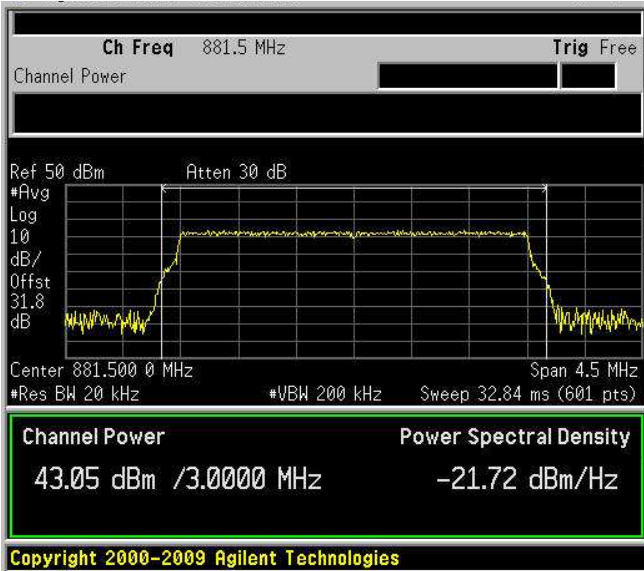 Ch Freq 881.5 MHz Trig Free
Channel Power
Ref 50 dBm Atten 30 dB
#Avg
Log
10
dB/
Offst
31.8
dB
Center 881.500 0 MHz Span 4.5 MHz
#Res BW 20 kHz #VBW 200 kHz Sweep 32.84 ms (601 pts)
Channel Power Power Spectral Density
43.05 dBm /3.0000 MHz -21.72 dBm/Hz
Copyright 2000-2009 Agilent Technologies